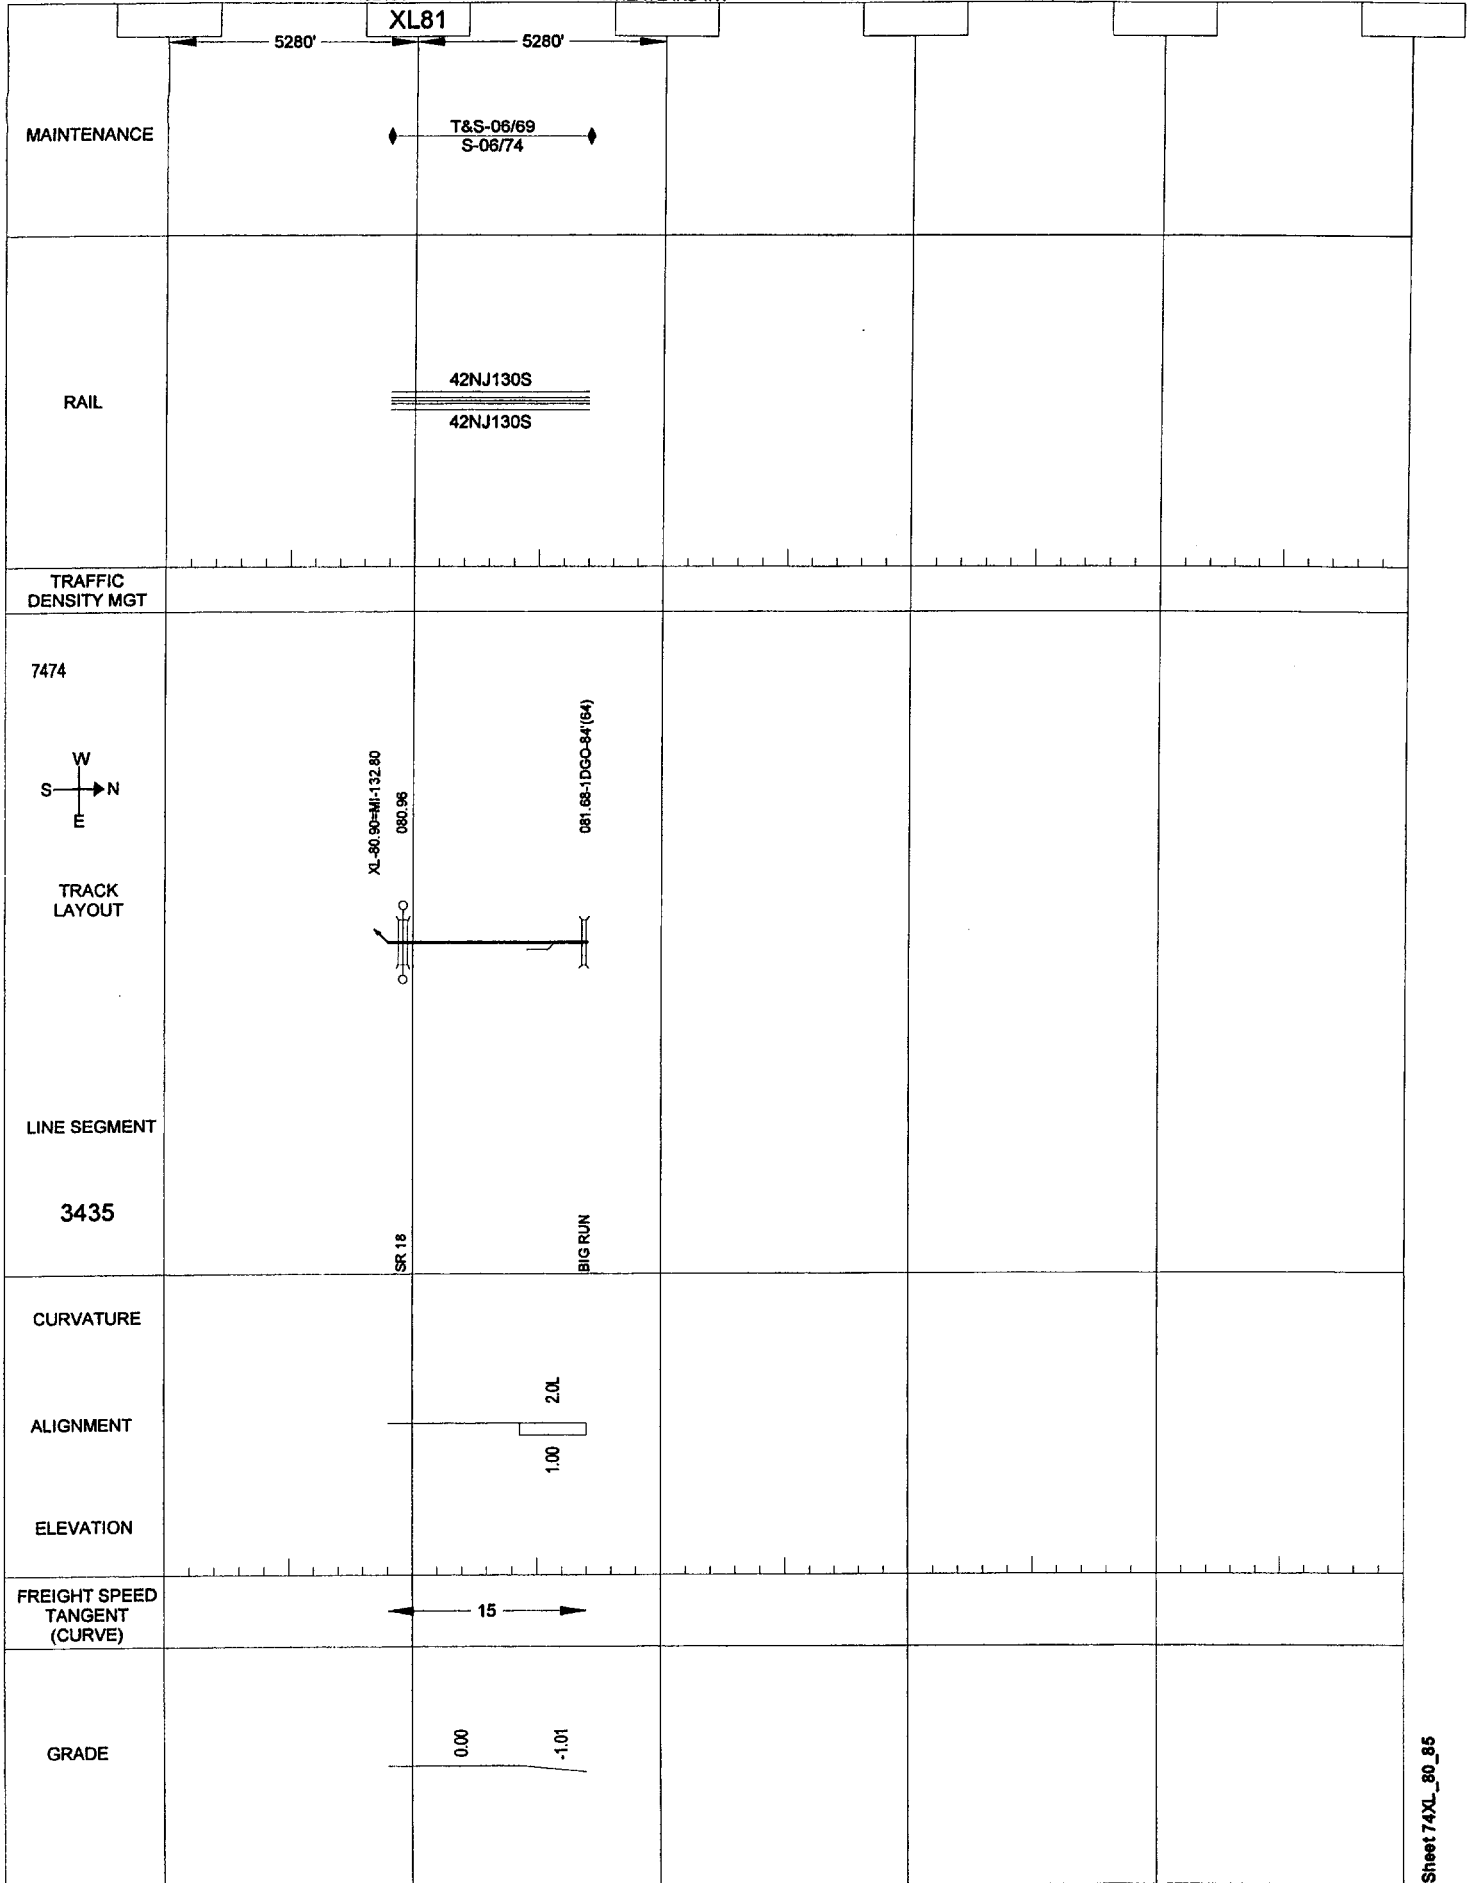 XL81
5280'
5280'
MAINTENANCE
T&S-06/69
S-06/74
RAIL
42NJ130S
42NJ130S
TRAFFIC
DENSITY MGT
7474
W
S
N
E
XL-80.90=MI-132.80
080.96
081.68-1DGO-84'(64)
TRACK
LAYOUT
LINE SEGMENT
3435
SR 18
BIG RUN
CURVATURE
2.0L
ALIGNMENT
1.00
ELEVATION
FREIGHT SPEED
TANGENT
(CURVE)
15
GRADE
0.00
-1.01
Sheet 74XL_80_85